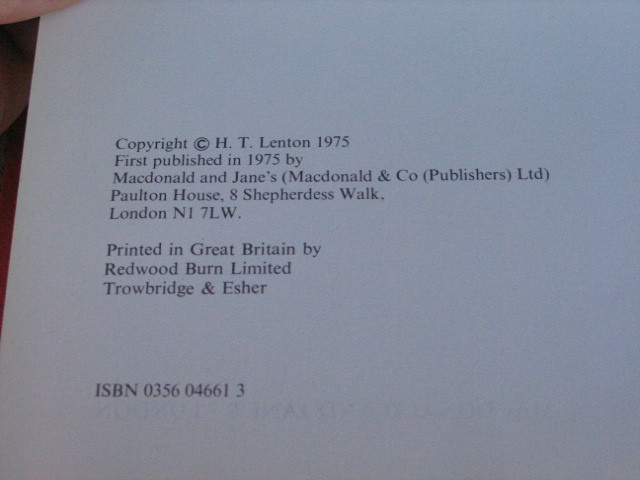 Copyright © H. T. Lenton 1975
First published in 1975 by
Macdonald and Jane's (Macdonald & Co (Publishers) Ltd)
Paulton House, 8 Shepherdess Walk,
London N1 7LW.
Printed in Great Britain by
Redwood Burn Limited
Trowbridge & Esher
ISBN 0356 04661 3